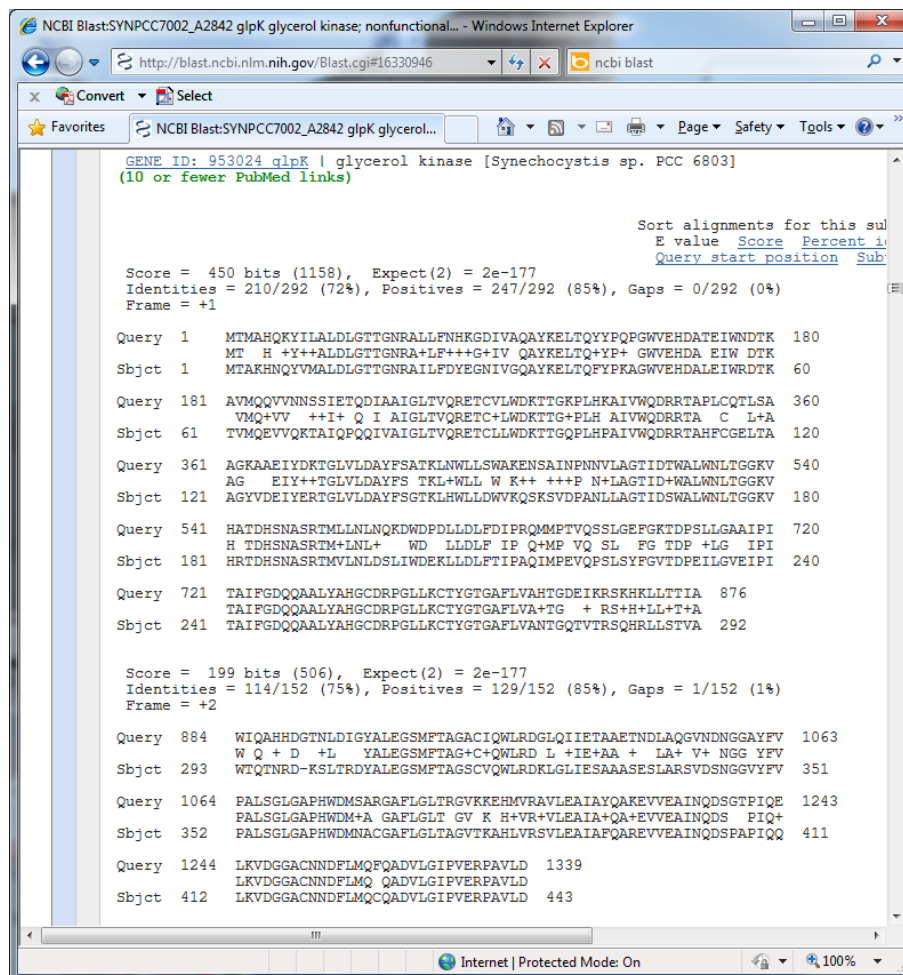 NCBI Blast:SYNPCC7002_A2842 glpK glycerol kinase; nonfunctional... - Windows Internet Explorer
http://blast.ncbi.nlm.nih.gov/Blast.cgi#16330946 ncbi blast
x Convert Select
Favorites NCBI Blast:SYNPCC7002_A2842 glpK glycerol... Page Safety Tools »
GENE ID: 953024 glpK | glycerol kinase [Synechocystis sp. PCC 6803]
(10 or fewer PubMed links)
Sort alignments for this su
E value Score Percent i
Query start position Sub
Score = 450 bits (1158), Expect(2) = 2e-177
Identities = 210/292 (72%), Positives = 247/292 (85%), Gaps = 0/292 (0%)
Frame = +1
Query 1 MTMAHQKYILALDLGTTGNRALLFNHKGDIVAQAYKELTQYYPQPGWVEHDATEIWNDTK 180
MT H +Y++ALDLGTTGNRA+LF+++G+IV QAYKELTQ+YP+ GWVEHDA EIW DTK
Sbjct 1 MTAKHNQYVMALDLGTTGNRAILFDYEGNIVGQAYKELTQFYPKAGWVEHDALEIWRDTK 60
Query 181 AVMQQVVNNSSIETQDIAAIGLTVQRETCVLWDKTTGKPLHKAIVWQDRRTAPLCQTLSA 360
VMQ+VV ++I+ Q I AIGLTVQRETC+LWDKTTG+PLH AIVWQDRRTA C L+A
Sbjct 61 TVMQEVVQKTAIQPQQIVAIGLTVQRETCLLWDKTTGQPLHPAIVWQDRRTAHFCGELTA 120
Query 361 AGKAAEIYDKTGLVLDAYFSATKLNWLLSWAKENSAINPNNVLAGTIDTWALWNLTGGKV 540
AG EIY++TGLVLDAYFS TKL+WLL W K++ +++P N+LAGTID+WALWNLTGGKV
Sbjct 121 AGYVDEIYERTGLVLDAYFSGTKLHWLLDWVKQSKSVDPANLLAGTIDSWALWNLTGGKV 180
Query 541 HATDHSNASRTMLLNLNQKDWDPDLLDLFDIPRQMMPTVQSSLGEFGKTDPSLLGAAIPI 720
H TDHSNASRTM+LNL+ WD LLDLF IP Q+MP VQ SL FG TDP +LG IPI
Sbjct 181 HRTDHSNASRTMVLNLDSLIWDEKLLDLFTIPAQIMPEVQPSLSYFGVTDPEILGVEIPI 240
Query 721 TAIFGDQQAALYAHGCDRPGLLKCTYGTGAFLVAHTGDEIKRSKHKLLTTIA 876
TAIFGDQQAALYAHGCDRPGLLKCTYGTGAFLVA+TG + RS+H+LL+T+A
Sbjct 241 TAIFGDQQAALYAHGCDRPGLLKCTYGTGAFLVANTGQTVTRSQHRLLSTVA 292
Score = 199 bits (506), Expect(2) = 2e-177
Identities = 114/152 (75%), Positives = 129/152 (85%), Gaps = 1/152 (1%)
Frame = +2
Query 884 WIQAHHDGTNLDIGYALEGSMFTAGACIQWLRDGLQIIETAAETNDLAQGVNDNGGAYFV 1063
W Q + D +L YALEGSMFTAG+C+QWLRD L +IE+AA + LA+ V+ NGG YFV
Sbjct 293 WTQTNRD-KSLTRDYALEGSMFTAGSCVQWLRDKLGLIESAAASESLARSVDSNGGVYFV 351
Query 1064 PALSGLGAPHWDMSARGAFLGLTRGVKKEHMVRAVLEAIAYQAKEVVEAINQDSGTPIQE 1243
PALSGLGAPHWDM+A GAFLGLT GV K H+VR+VLEAIA+QA+EVVEAINQDS PIQ+
Sbjct 352 PALSGLGAPHWDMNACGAFLGLTAGVTKAHLVRSVLEAIAFQAREVVEAINQDSPAPIQQ 411
Query 1244 LKVDGGACNNDFLMQFQADVLGIPVERPAVLD 1339
LKVDGGACNNDFLMQ QADVLGIPVERPAVLD
Sbjct 412 LKVDGGACNNDFLMQCQADVLGIPVERPAVLD 443
Internet | Protected Mode: On 100%